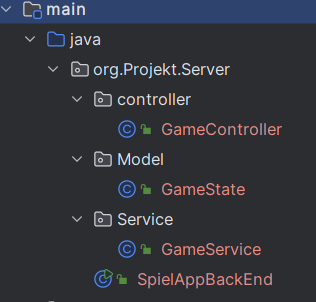 main
java
org.Projekt.Server
controller
GameController
Model
GameState
Service
GameService
SpielAppBackEnd